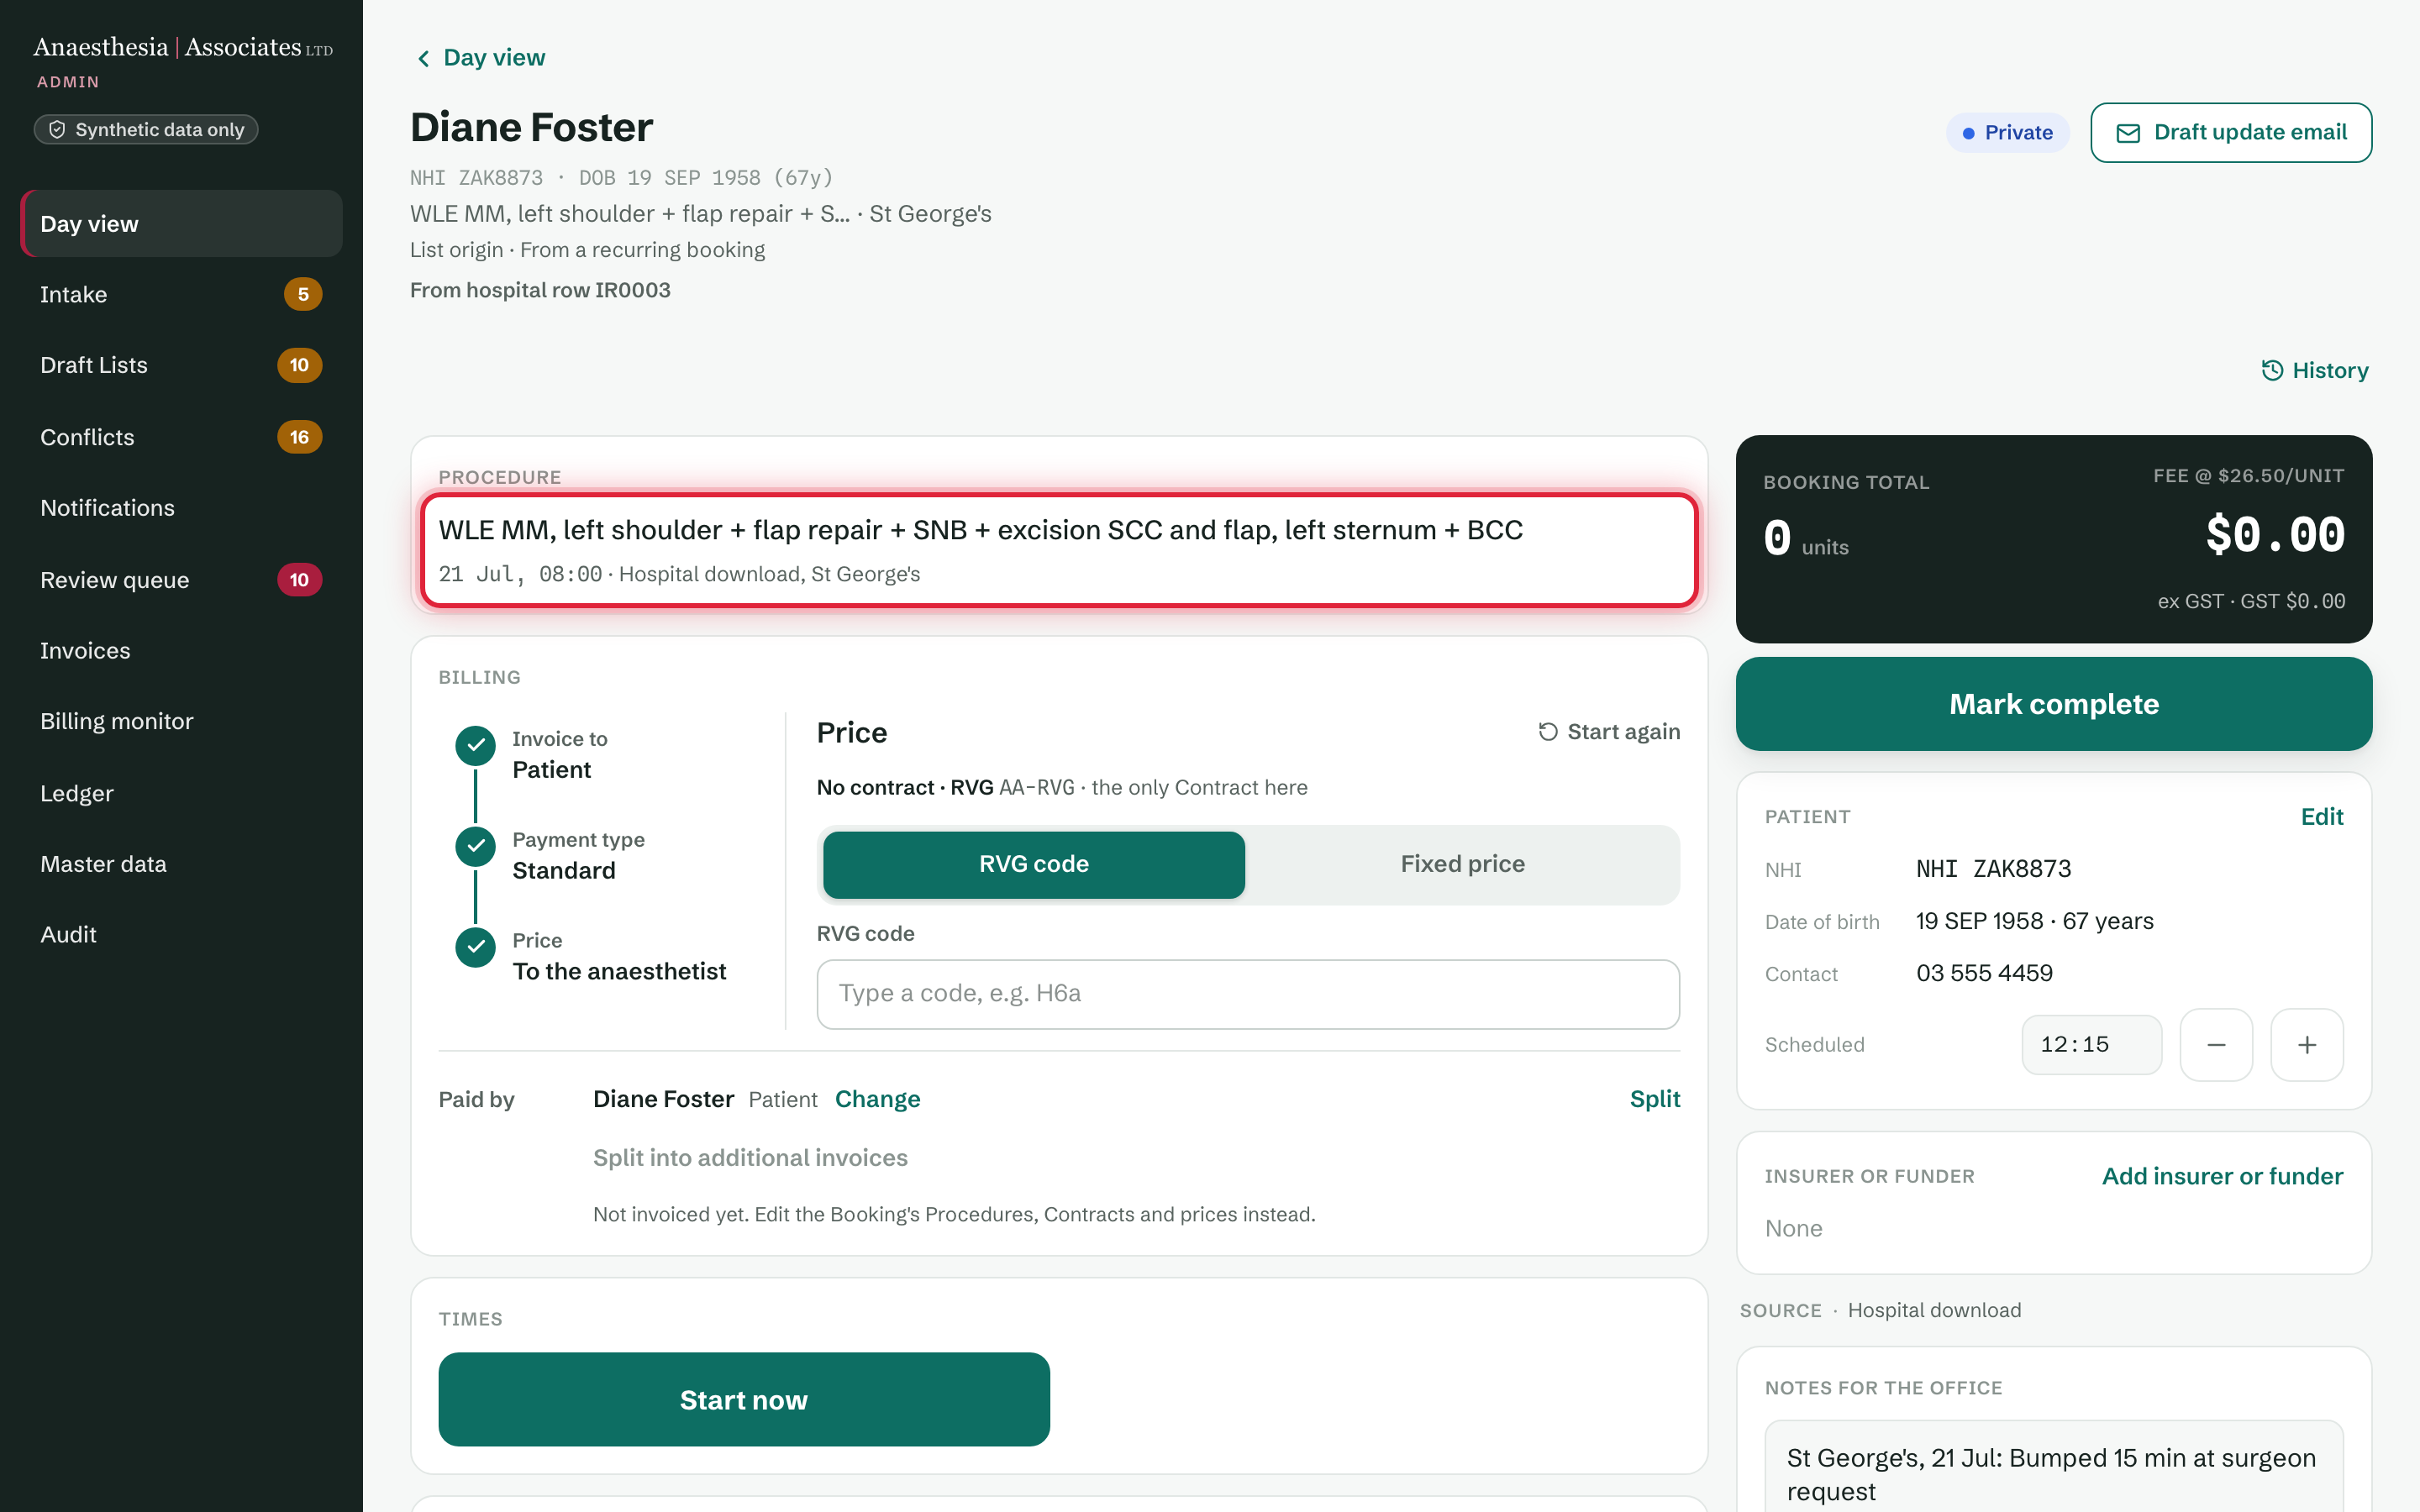 Anaesthesia | Associates LTD
ADMIN
Synthetic data only
Day view
Intake 5
Draft Lists 10
Conflicts 16
Notifications
Review queue 10
Invoices
Billing monitor
Ledger
Master data
Audit
Day view
Diane Foster
Private
Draft update email
NHI ZAK8873 · DOB 19 SEP 1958 (67y)
WLE MM, left shoulder + flap repair + S... · St George's
List origin · From a recurring booking
From hospital row IR0003
History
PROCEDURE
WLE MM, left shoulder + flap repair + SNB + excision SCC and flap, left sternum + BCC
21 Jul, 08:00 · Hospital download, St George's
BILLING
Invoice to
Patient
Payment type
Standard
Price
To the anaesthetist
Price
Start again
No contract · RVG AA-RVG · the only Contract here
RVG code
Fixed price
RVG code
Type a code, e.g. H6a
Paid by
Diane Foster Patient Change
Split
Split into additional invoices
Not invoiced yet. Edit the Booking's Procedures, Contracts and prices instead.
TIMES
Start now
BOOKING TOTAL
FEE @ $26.50/UNIT
0 units
$0.00
ex GST · GST $0.00
Mark complete
PATIENT
Edit
NHI NHI ZAK8873
Date of birth 19 SEP 1958 · 67 years
Contact 03 555 4459
Scheduled 12:15 − +
INSURER OR FUNDER
Add insurer or funder
None
SOURCE · Hospital download
NOTES FOR THE OFFICE
St George's, 21 Jul: Bumped 15 min at surgeon
request